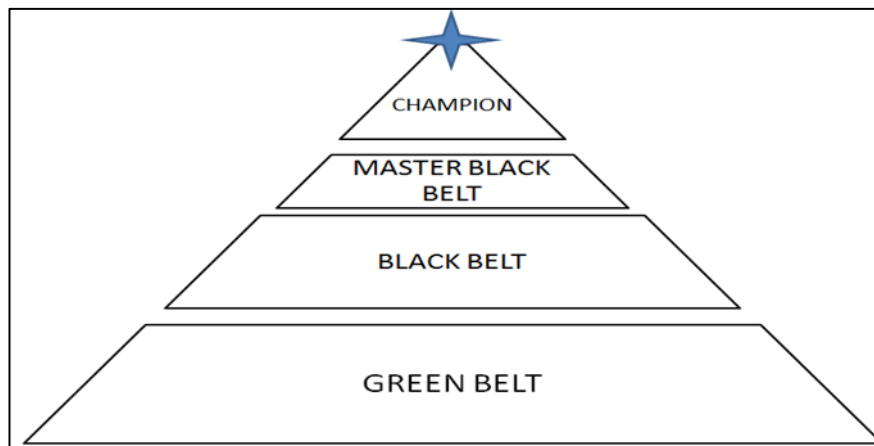 CHAMPION
MASTER BLACK
BELT
BLACK BELT
GREEN BELT